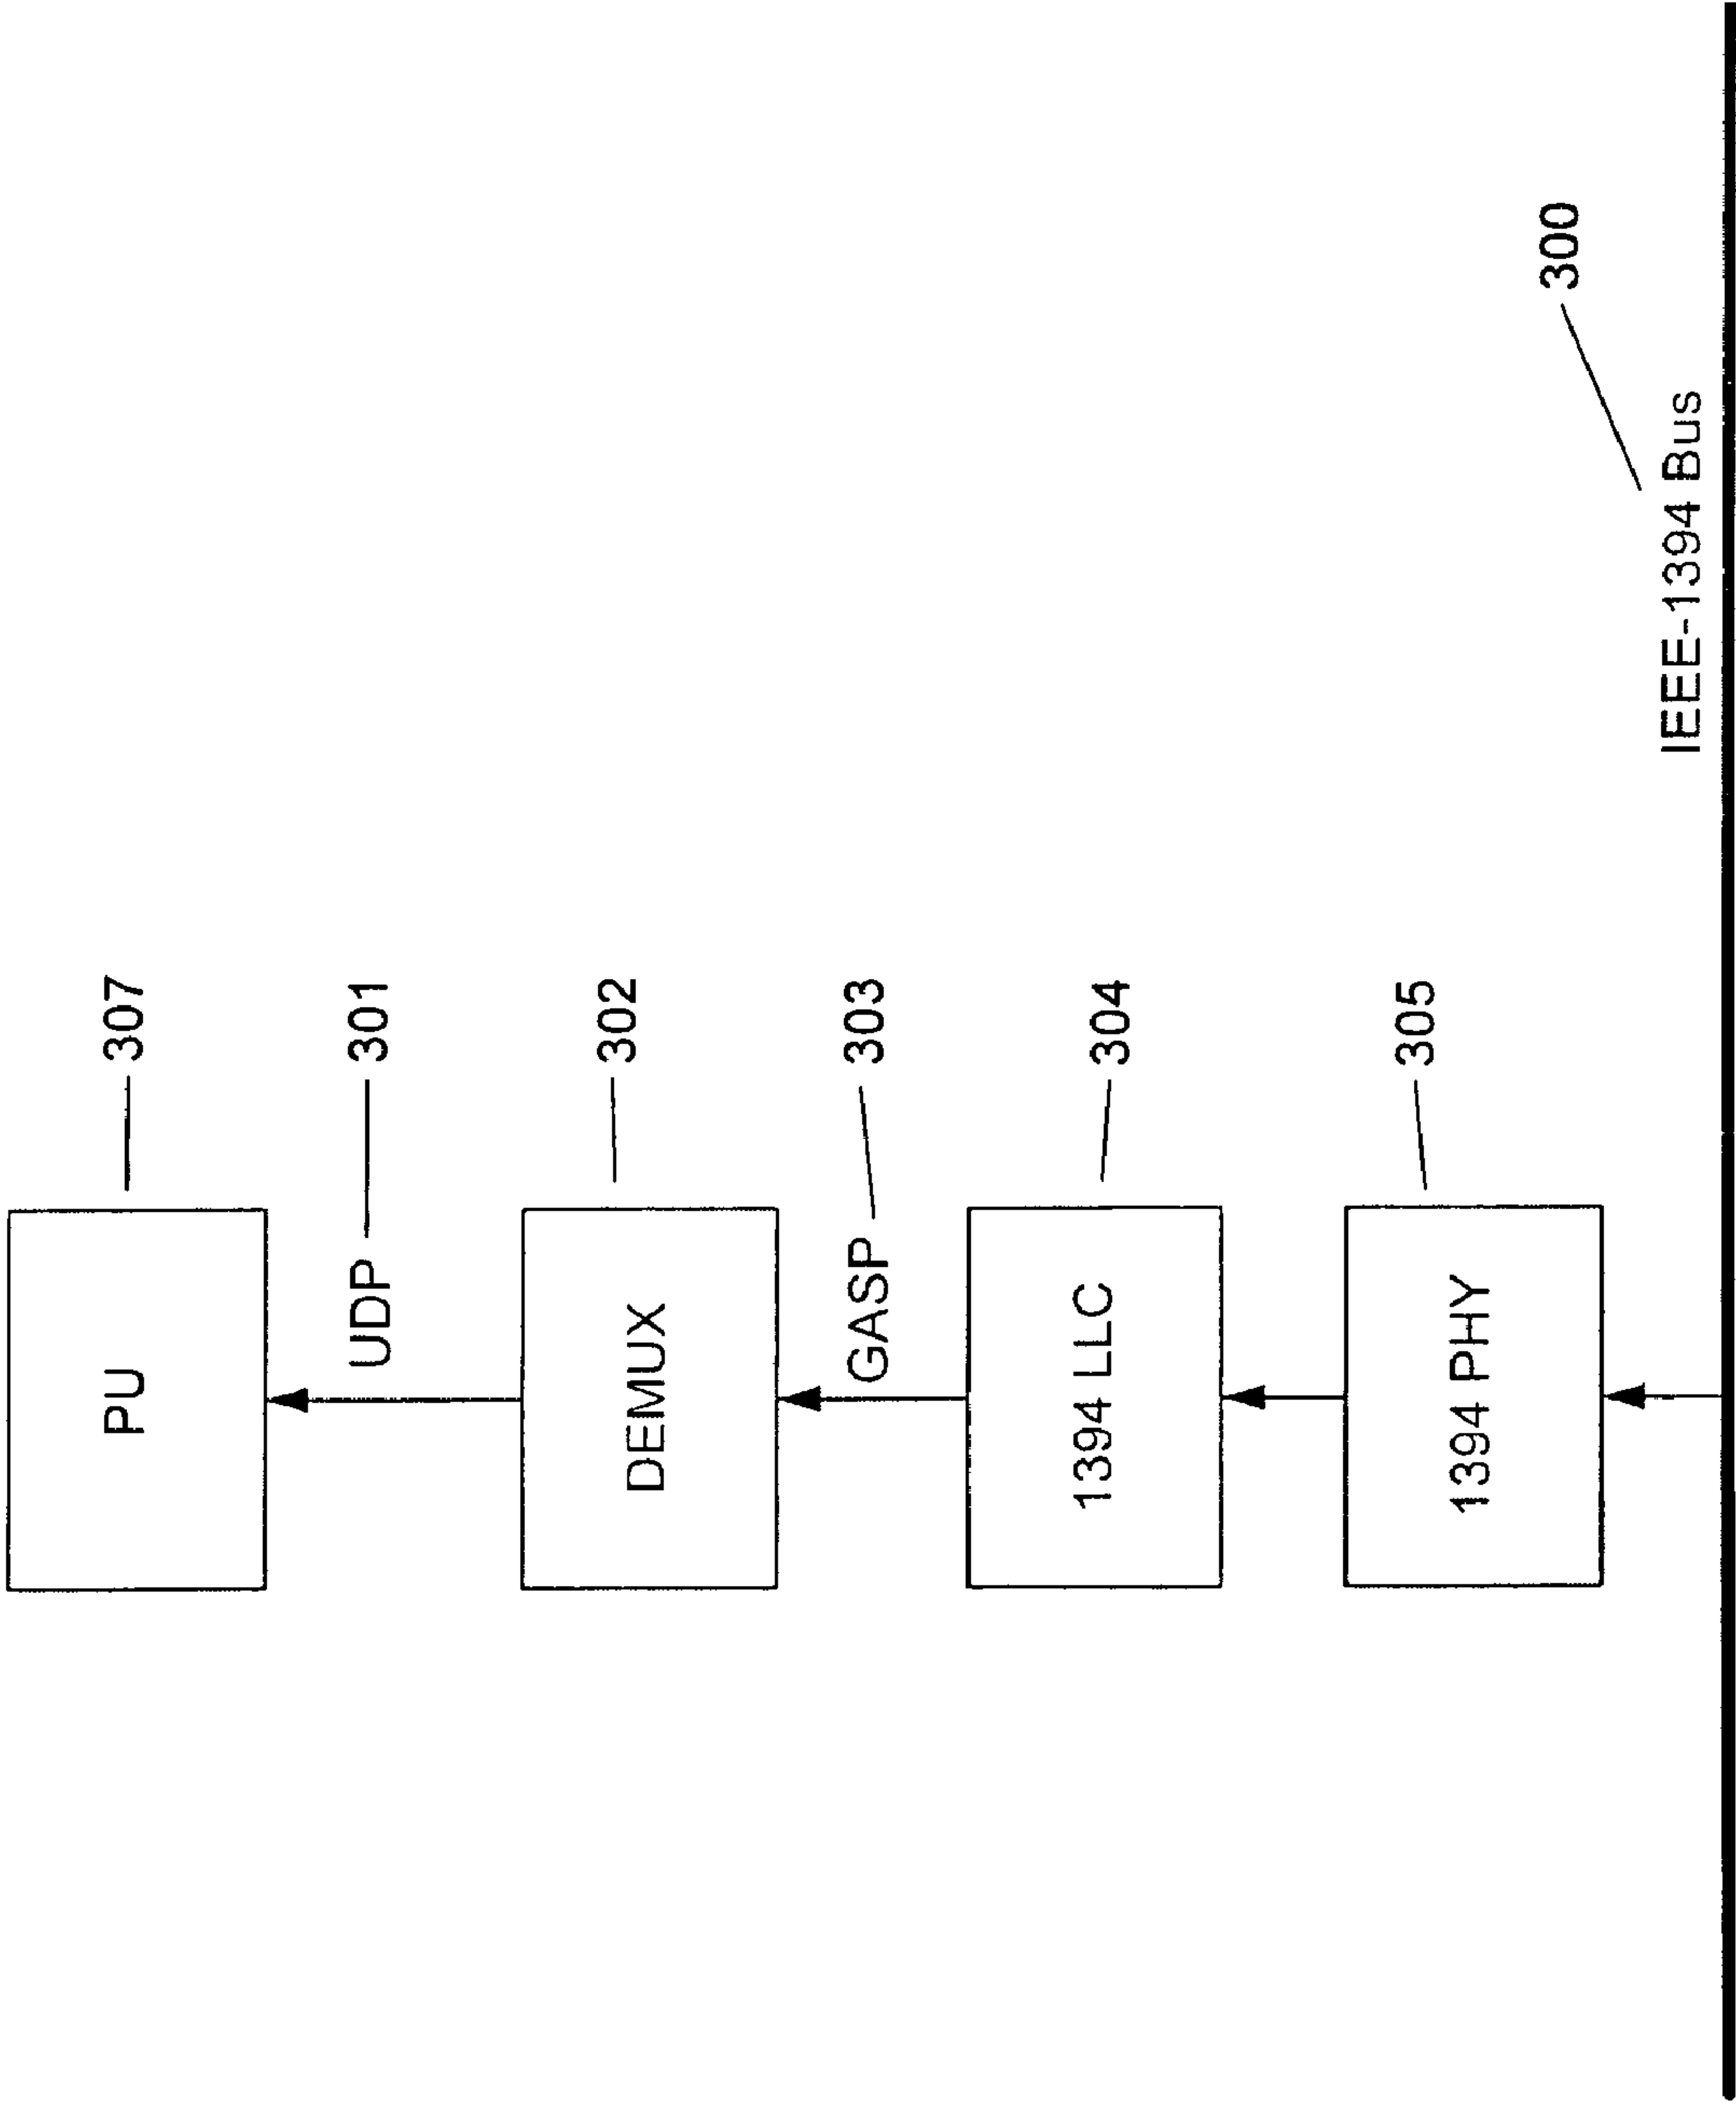 PU
307
UDP
301
DEMUX
302
GASP
303
1394 LLC
304
1394 PHY
305
300
IEEE-1394 Bus